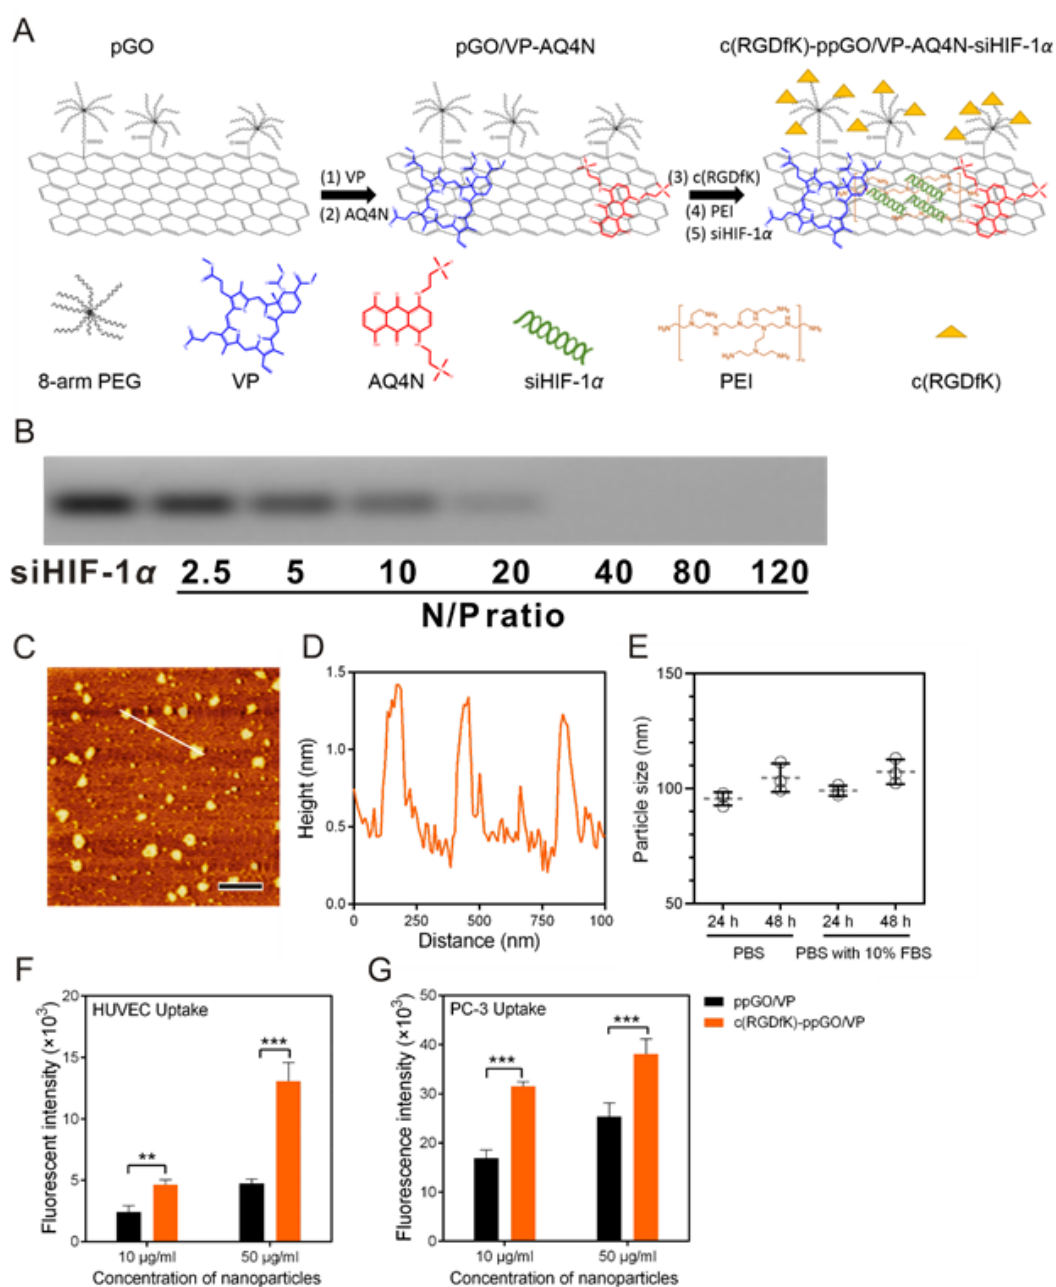 A
pGO
pGO/VP-AQ4N
c(RGDfK)-ppGO/VP-AQ4N-siHIF-1α
(1) VP
(2) AQ4N
(3) c(RGDfK)
(4) PEI
(5) siHIF-1α
8-arm PEG
VP
AQ4N
siHIF-1α
PEI
c(RGDfK)
B
siHIF-1α 2.5 5 10 20 40 80 120
N/P ratio
C
D
Height (nm)
1.5
1.0
0.5
0.0
0 250 500 750 100
Distance (nm)
E
Particle size (nm)
150
100
50
24 h 48 h 24 h 48 h
PBS PBS with 10% FBS
F
HUVEC Uptake
Fluorescent intensity (×10³)
20
15
10
5
0
** ***
10 µg/ml 50 µg/ml
Concentration of nanoparticles
G
PC-3 Uptake
Fluorescence intensity (×10³)
50
40
30
20
10
0
*** ***
10 µg/ml 50 µg/ml
Concentration of nanoparticles
ppGO/VP
c(RGDfK)-ppGO/VP